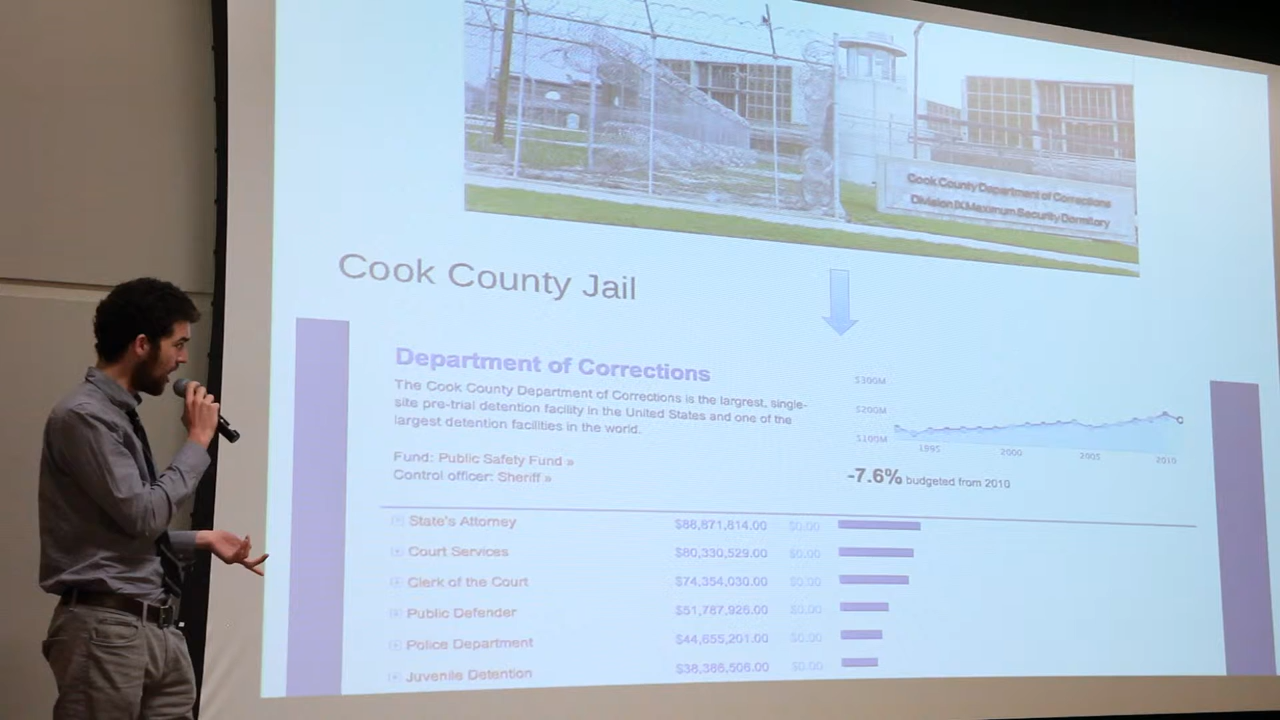 Cook County Department of Corrections
Division IX Maximum Security Dormitory
Cook County Jail
Department of Corrections
The Cook County Department of Corrections is the largest, single-
site pre-trial detention facility in the United States and one of the
largest detention facilities in the world.
Fund: Public Safety Fund »
Control officer: Sheriff »
$300M
$200M
$100M
1995 2000 2005 2010
-7.6% budgeted from 2010
State's Attorney $88,871,814.00 $0.00
Court Services $80,330,529.00 $0.00
Clerk of the Court $74,354,030.00 $0.00
Public Defender $51,787,926.00 $0.00
Police Department $44,655,201.00 $0.00
Juvenile Detention $38,386,506.00 $0.00